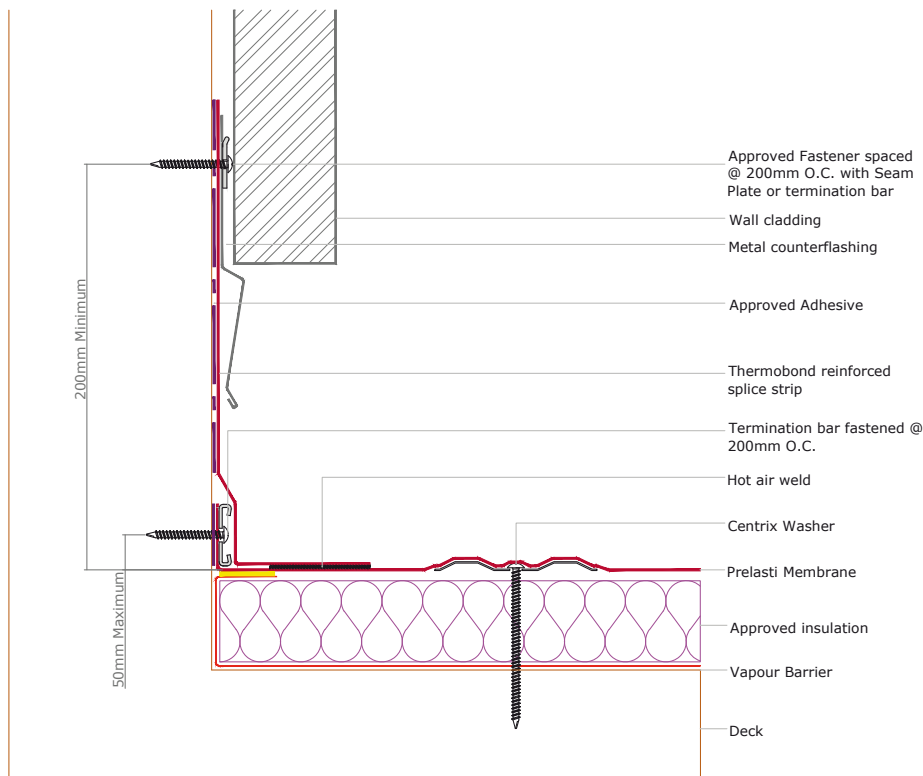 Approved Fastener spaced
@ 200mm O.C. with Seam
Plate or termination bar
Wall cladding
Metal counterflashing
Approved Adhesive
Thermobond reinforced
splice strip
Termination bar fastened @
200mm O.C.
Hot air weld
Centrix Washer
Prelasti Membrane
Approved insulation
Vapour Barrier
Deck
200mm Minimum
50mm Maximum